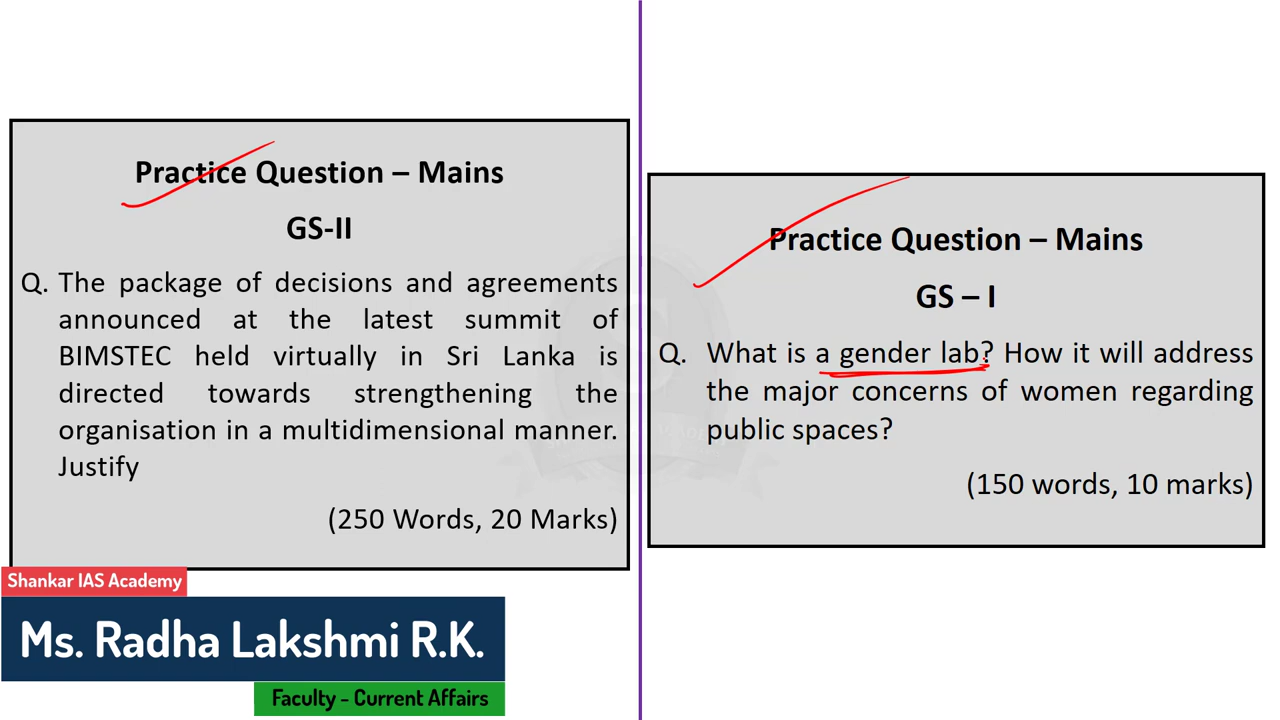 Practice Question – Mains
GS-II
Q. The package of decisions and agreements
announced at the latest summit of
BIMSTEC held virtually in Sri Lanka is
directed towards strengthening the
organisation in a multidimensional manner.
Justify
(250 Words, 20 Marks)
Practice Question – Mains
GS – I
Q. What is a gender lab? How it will address
the major concerns of women regarding
public spaces?
(150 words, 10 marks)
Shankar IAS Academy
Ms. Radha Lakshmi R.K.
Faculty - Current Affairs